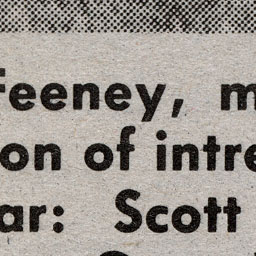 Feeney, m
on of intre
ar: Scott